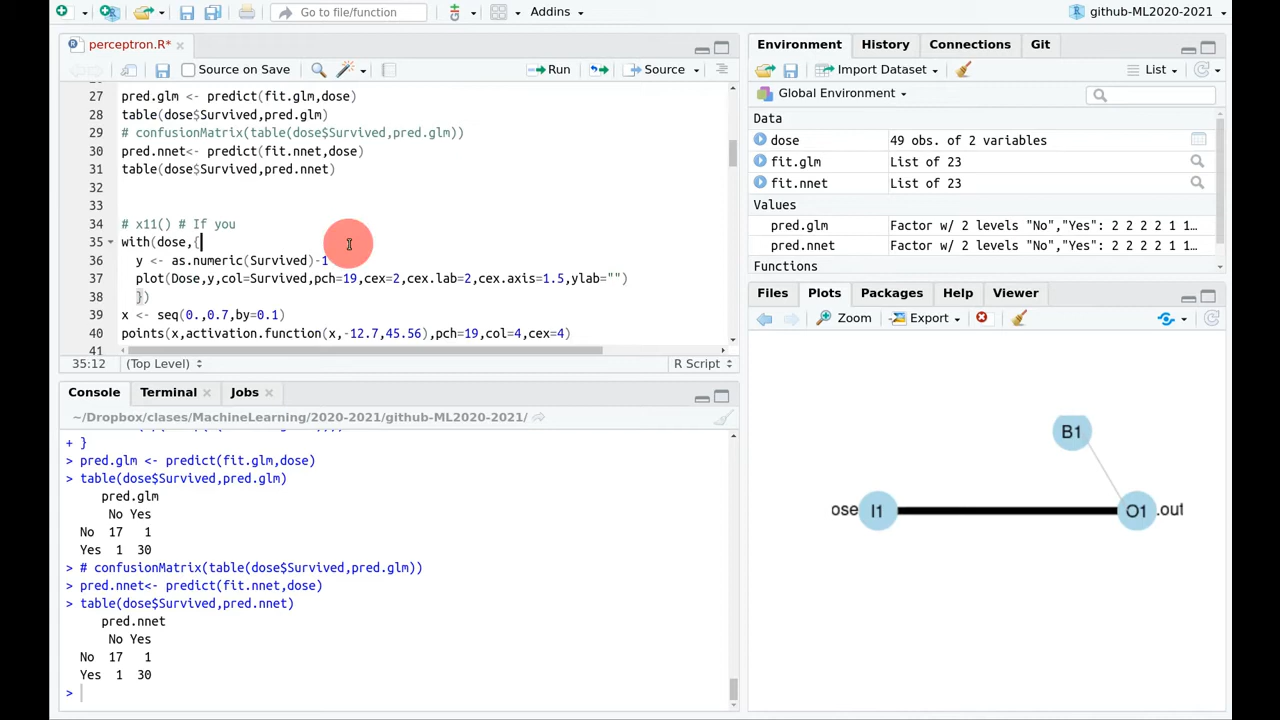 Go to file/function
Addins
github-ML2020-2021
perceptron.R*
Source on Save
Run
Source
27 pred.glm <- predict(fit.glm,dose)
28 table(dose$Survived,pred.glm)
29 # confusionMatrix(table(dose$Survived,pred.glm))
30 pred.nnet<- predict(fit.nnet,dose)
31 table(dose$Survived,pred.nnet)
32
33
34 # x11() # If you
35 with(dose,{
36 y <- as.numeric(Survived)-1
37 plot(Dose,y,col=Survived,pch=19,cex=2,cex.lab=2,cex.axis=1.5,ylab="")
38 })
39 x <- seq(0.,0.7,by=0.1)
40 points(x,activation.function(x,-12.7,45.56),pch=19,col=4,cex=4)
41
35:12 (Top Level) R Script
Console Terminal Jobs
~/Dropbox/clases/MachineLearning/2020-2021/github-ML2020-2021/
+ }
> pred.glm <- predict(fit.glm,dose)
> table(dose$Survived,pred.glm)
pred.glm
No Yes
No 17 1
Yes 1 30
> # confusionMatrix(table(dose$Survived,pred.glm))
> pred.nnet<- predict(fit.nnet,dose)
> table(dose$Survived,pred.nnet)
pred.nnet
No Yes
No 17 1
Yes 1 30
>
Environment History Connections Git
Import Dataset List
Global Environment
Data
dose 49 obs. of 2 variables
fit.glm List of 23
fit.nnet List of 23
Values
pred.glm Factor w/ 2 levels "No","Yes": 2 2 2 2 1 1...
pred.nnet Factor w/ 2 levels "No","Yes": 2 2 2 2 1 1...
Functions
Files Plots Packages Help Viewer
Zoom Export
B1
ose I1 O1 .out